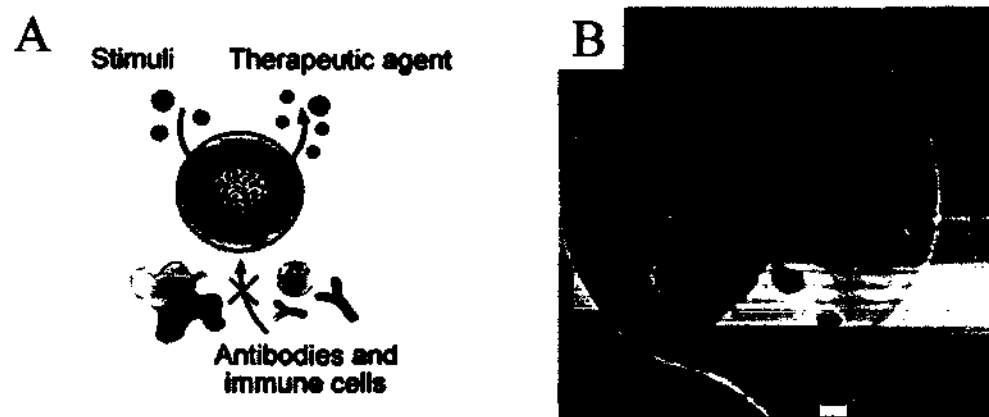 A
Stimuli
Therapeutic agent
Antibodies and
immune cells
B